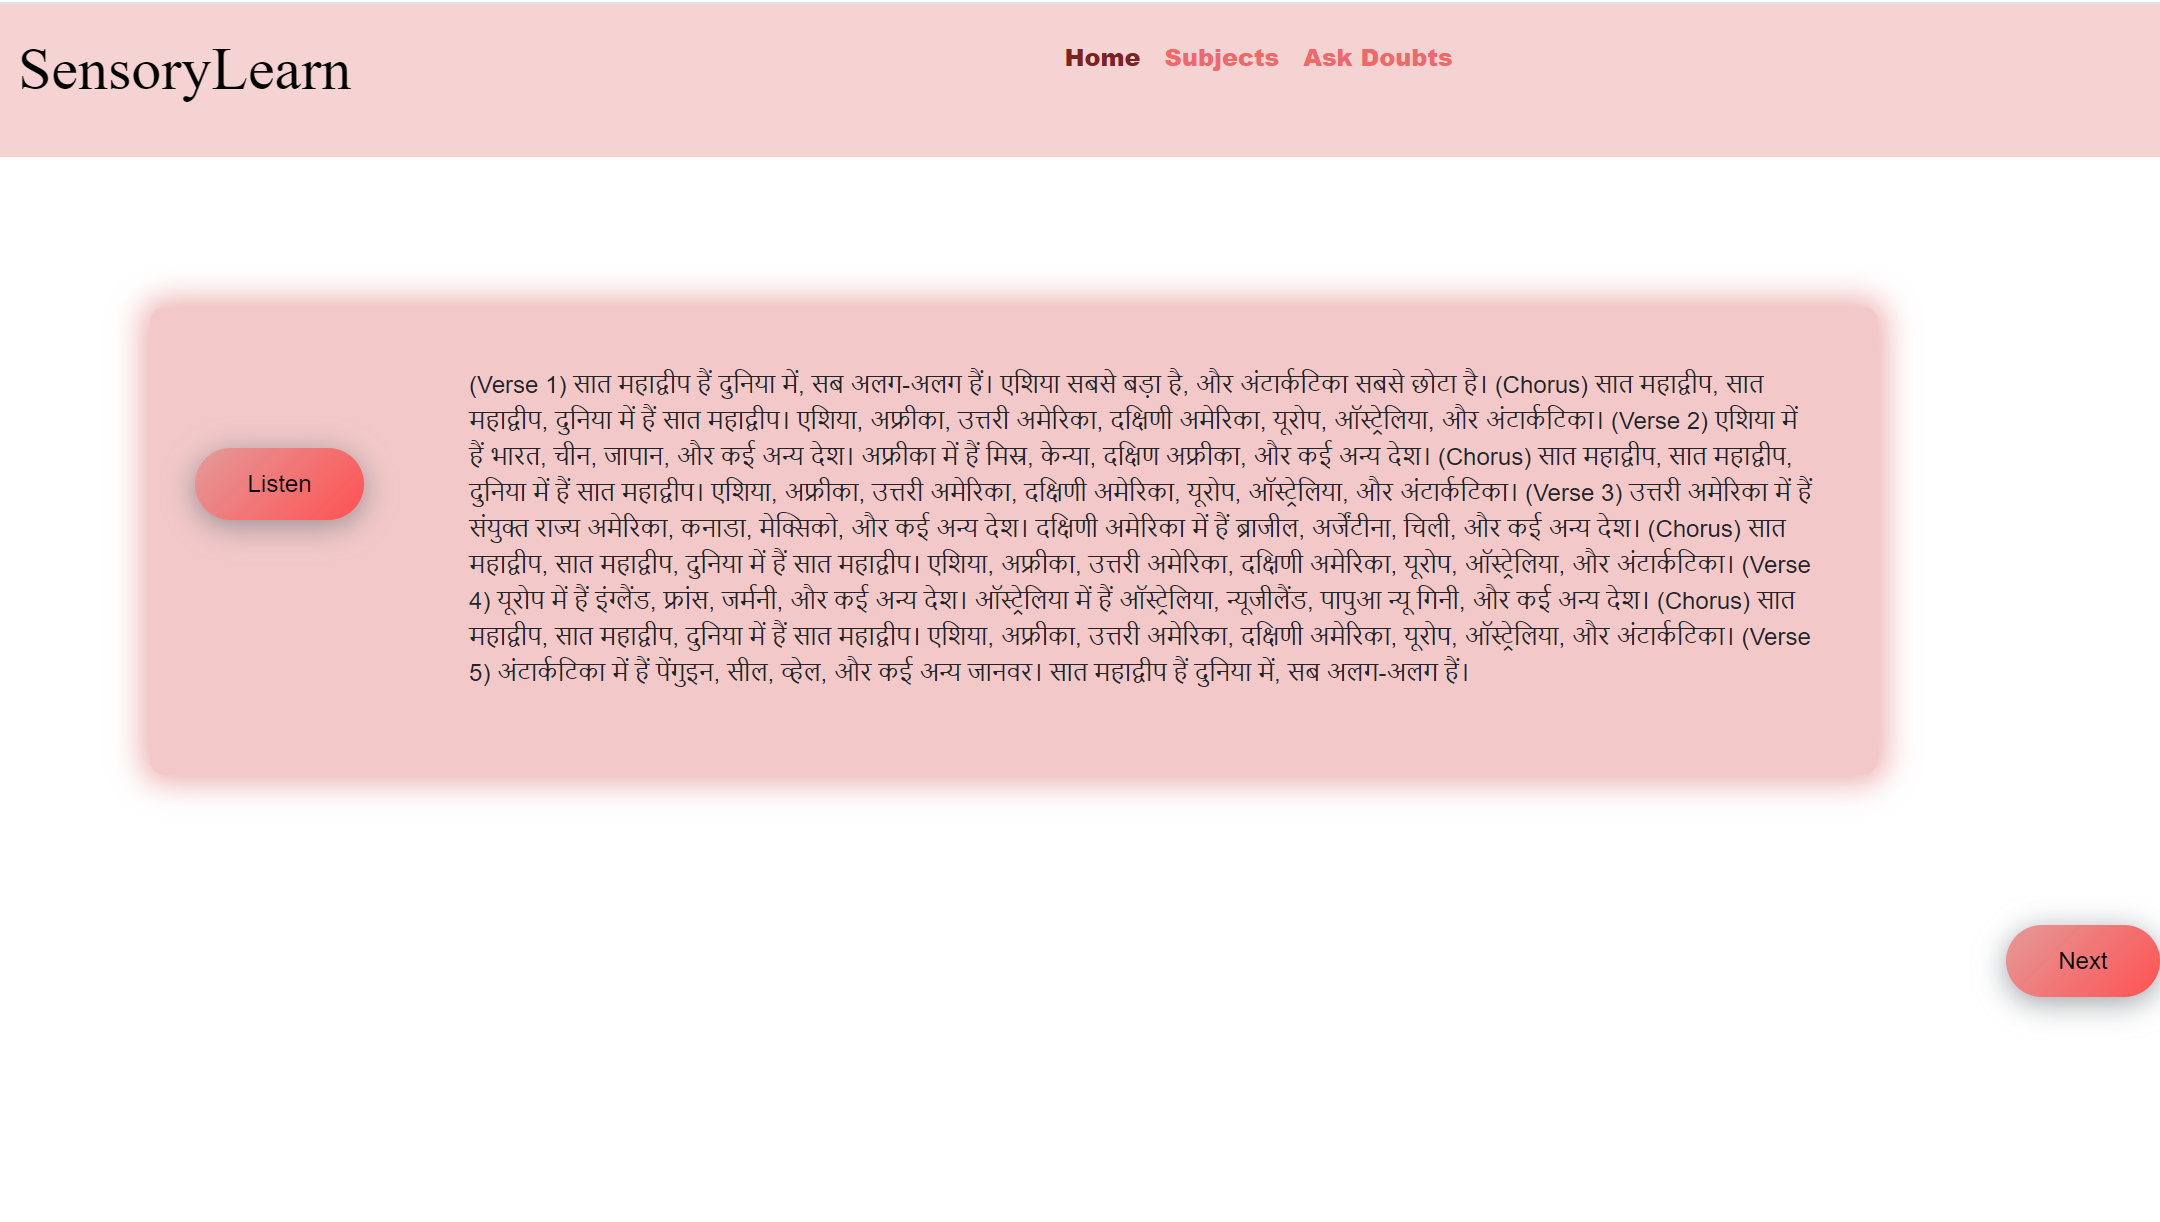 SensoryLearn
Home Subjects Ask Doubts
Listen
(Verse 1) सात महाद्वीप हैं दुनिया में, सब अलग-अलग हैं। एशिया सबसे बड़ा है, और अंटार्कटिका सबसे छोटा है। (Chorus) सात महाद्वीप, सात
महाद्वीप, दुनिया में हैं सात महाद्वीप। एशिया, अफ्रीका, उत्तरी अमेरिका, दक्षिणी अमेरिका, यूरोप, ऑस्ट्रेलिया, और अंटार्कटिका। (Verse 2) एशिया में
हैं भारत, चीन, जापान, और कई अन्य देश। अफ्रीका में हैं मिस्र, केन्या, दक्षिण अफ्रीका, और कई अन्य देश। (Chorus) सात महाद्वीप, सात महाद्वीप,
दुनिया में हैं सात महाद्वीप। एशिया, अफ्रीका, उत्तरी अमेरिका, दक्षिणी अमेरिका, यूरोप, ऑस्ट्रेलिया, और अंटार्कटिका। (Verse 3) उत्तरी अमेरिका में हैं
संयुक्त राज्य अमेरिका, कनाडा, मेक्सिको, और कई अन्य देश। दक्षिणी अमेरिका में हैं ब्राजील, अर्जेंटीना, चिली, और कई अन्य देश। (Chorus) सात
महाद्वीप, सात महाद्वीप, दुनिया में हैं सात महाद्वीप। एशिया, अफ्रीका, उत्तरी अमेरिका, दक्षिणी अमेरिका, यूरोप, ऑस्ट्रेलिया, और अंटार्कटिका। (Verse
4) यूरोप में हैं इंग्लैंड, फ्रांस, जर्मनी, और कई अन्य देश। ऑस्ट्रेलिया में हैं ऑस्ट्रेलिया, न्यूजीलैंड, पापुआ न्यू गिनी, और कई अन्य देश। (Chorus) सात
महाद्वीप, सात महाद्वीप, दुनिया में हैं सात महाद्वीप। एशिया, अफ्रीका, उत्तरी अमेरिका, दक्षिणी अमेरिका, यूरोप, ऑस्ट्रेलिया, और अंटार्कटिका। (Verse
5) अंटार्कटिका में हैं पेंगुइन, सील, व्हेल, और कई अन्य जानवर। सात महाद्वीप हैं दुनिया में, सब अलग-अलग हैं।
Next